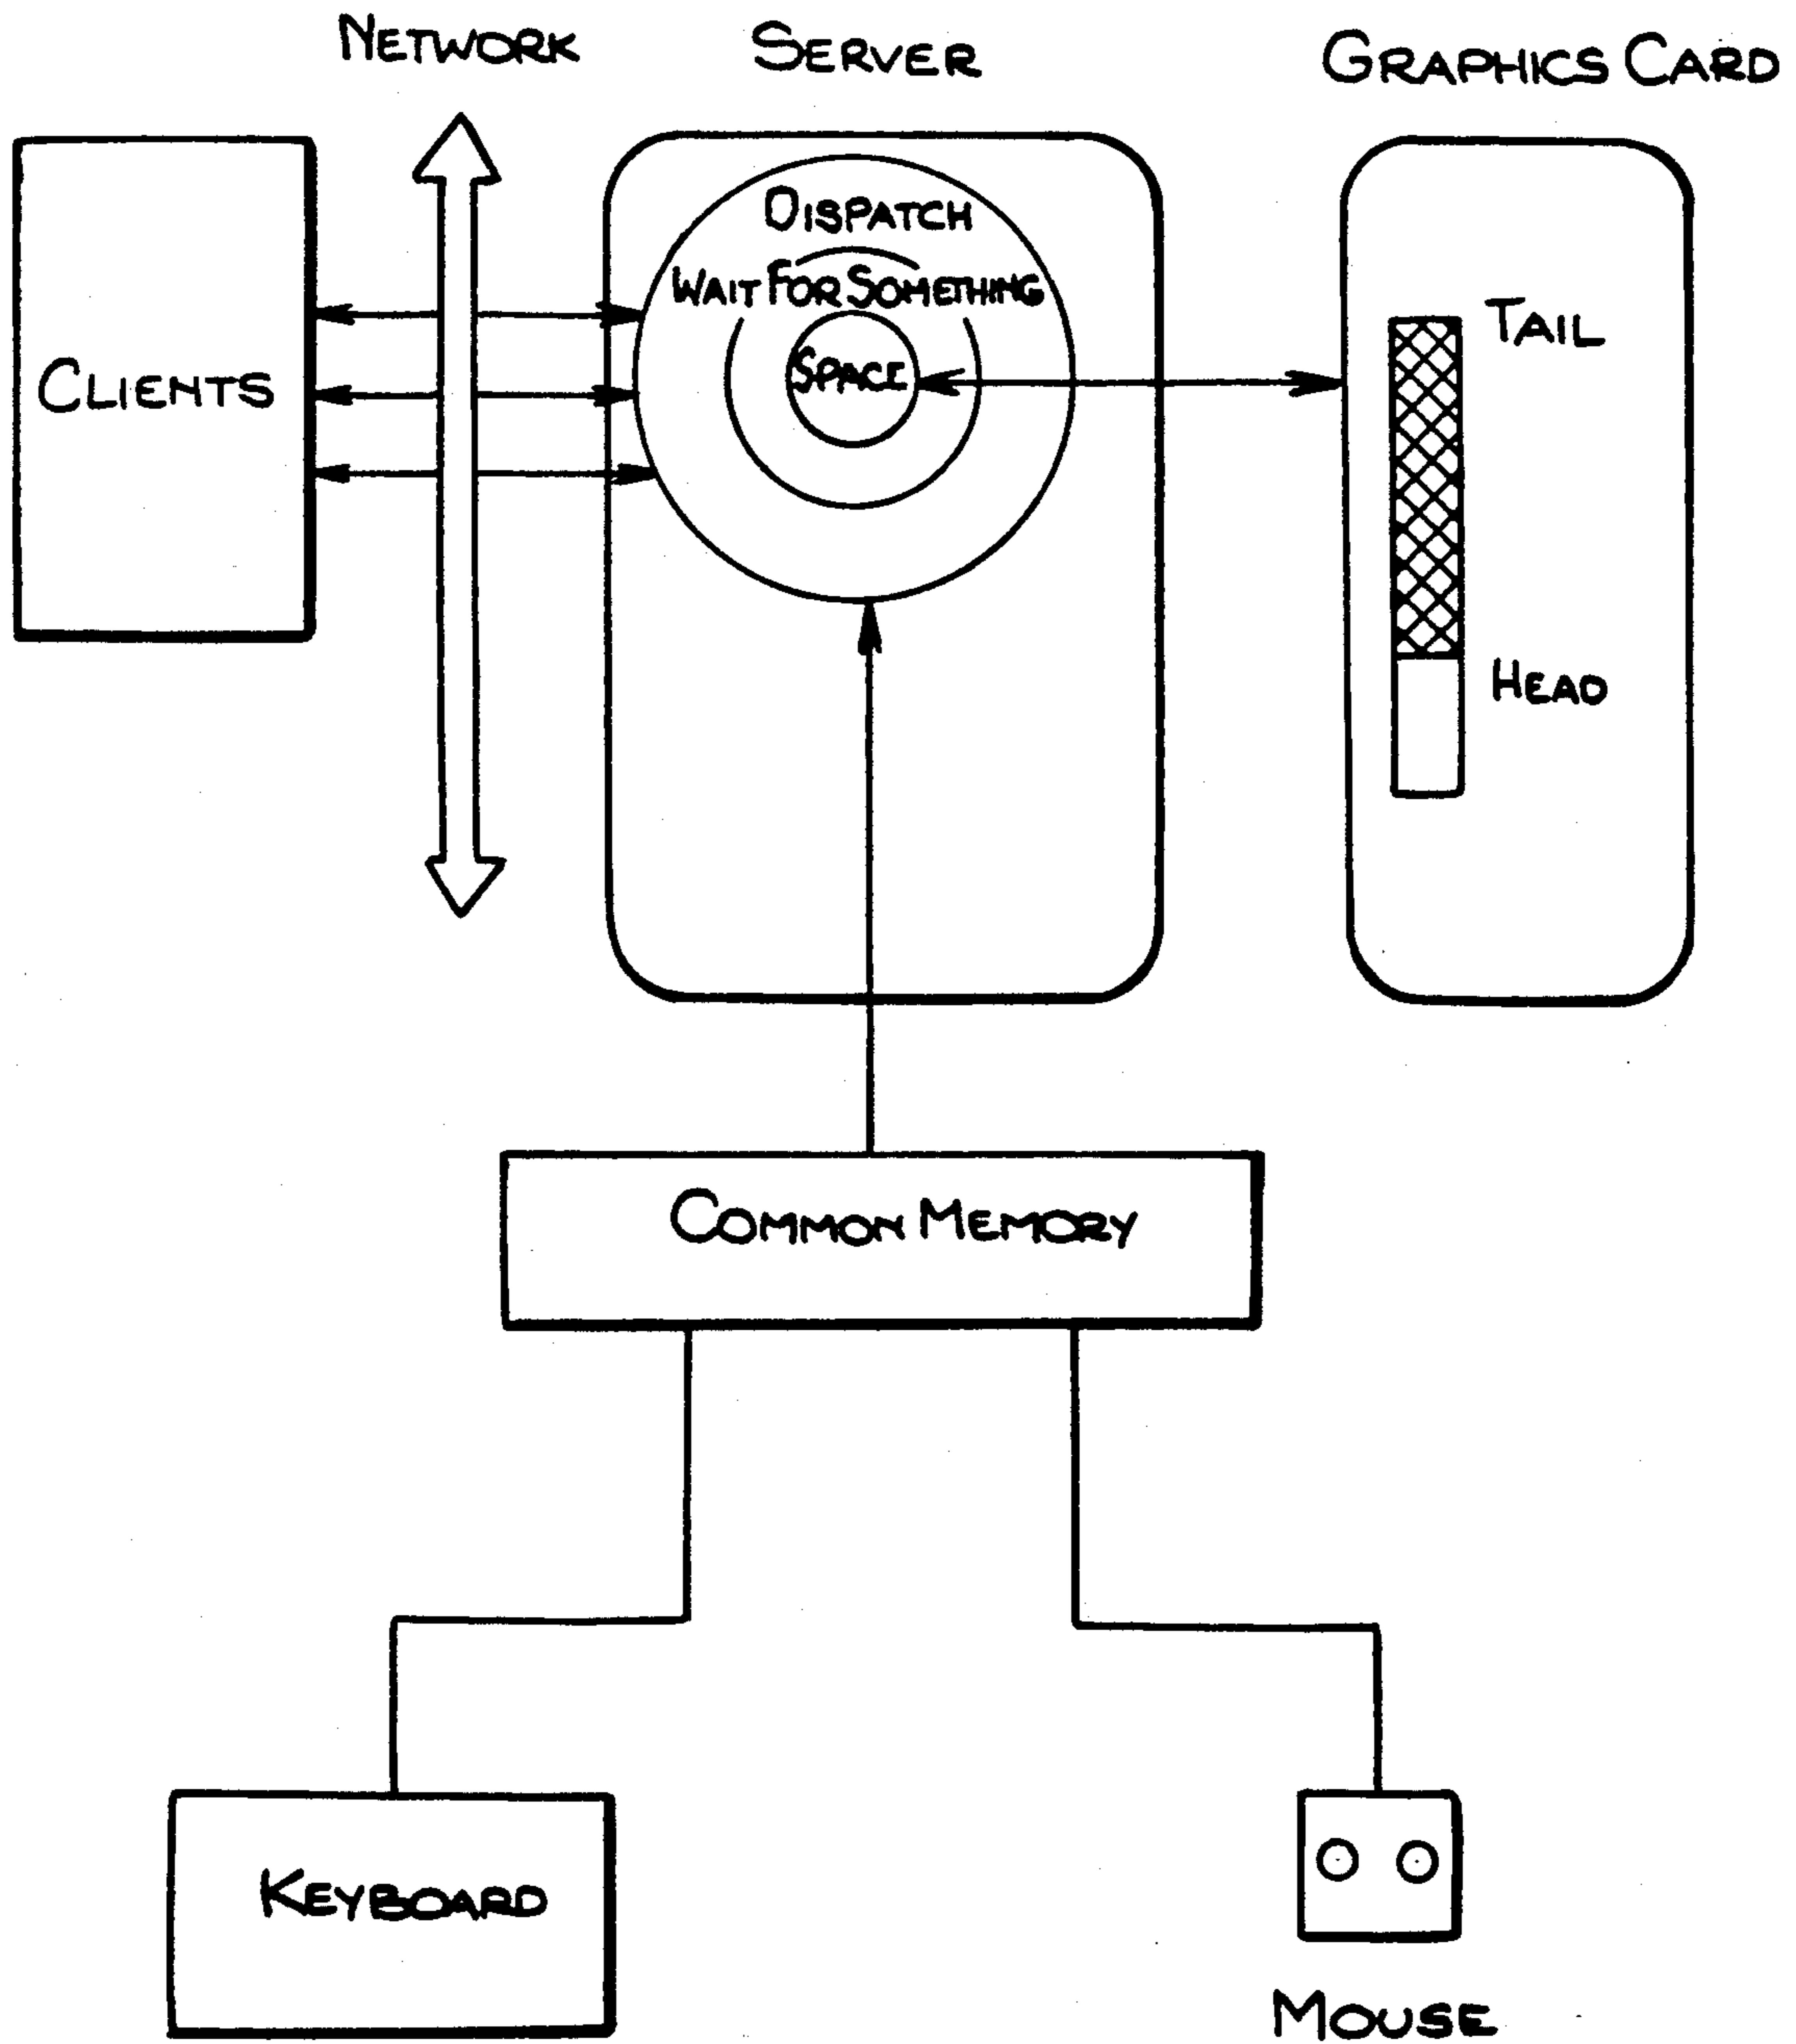 NETWORK
SERVER
GRAPHICS CARD
DISPATCH
WAIT FOR SOMETHING
SPACE
CLIENTS
TAIL
HEAD
COMMON MEMORY
KEYBOARD
MOUSE